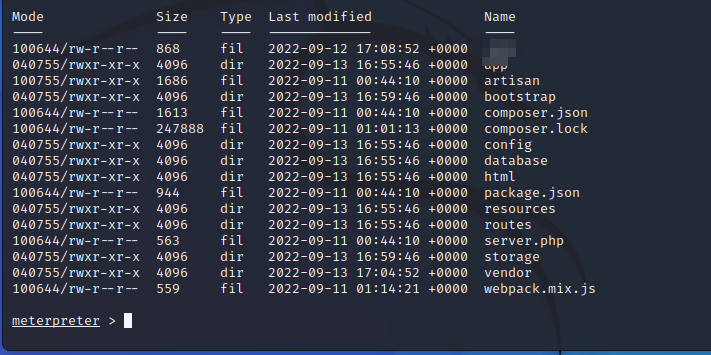 Mode Size Type Last modified Name
---- ---- ---- ------------- ----
100644/rw-r--r-- 868 fil 2022-09-12 17:08:52 +0000
040755/rwxr-xr-x 4096 dir 2022-09-13 16:55:46 +0000 app
100755/rwxr-xr-x 1686 fil 2022-09-11 00:44:10 +0000 artisan
040755/rwxr-xr-x 4096 dir 2022-09-13 16:59:46 +0000 bootstrap
100644/rw-r--r-- 1613 fil 2022-09-11 00:44:10 +0000 composer.json
100644/rw-r--r-- 247888 fil 2022-09-11 01:01:13 +0000 composer.lock
040755/rwxr-xr-x 4096 dir 2022-09-13 16:55:46 +0000 config
040755/rwxr-xr-x 4096 dir 2022-09-13 16:55:46 +0000 database
040755/rwxr-xr-x 4096 dir 2022-09-13 16:55:46 +0000 html
100644/rw-r--r-- 944 fil 2022-09-11 00:44:10 +0000 package.json
040755/rwxr-xr-x 4096 dir 2022-09-13 16:55:46 +0000 resources
040755/rwxr-xr-x 4096 dir 2022-09-13 16:55:46 +0000 routes
100644/rw-r--r-- 563 fil 2022-09-11 00:44:10 +0000 server.php
040755/rwxr-xr-x 4096 dir 2022-09-13 16:59:46 +0000 storage
040755/rwxr-xr-x 4096 dir 2022-09-13 17:04:52 +0000 vendor
100644/rw-r--r-- 559 fil 2022-09-11 01:14:21 +0000 webpack.mix.js
meterpreter >